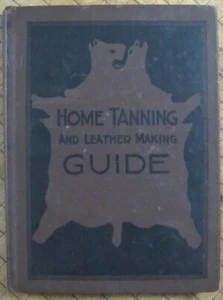 HOME TANNING
AND LEATHER MAKING
GUIDE